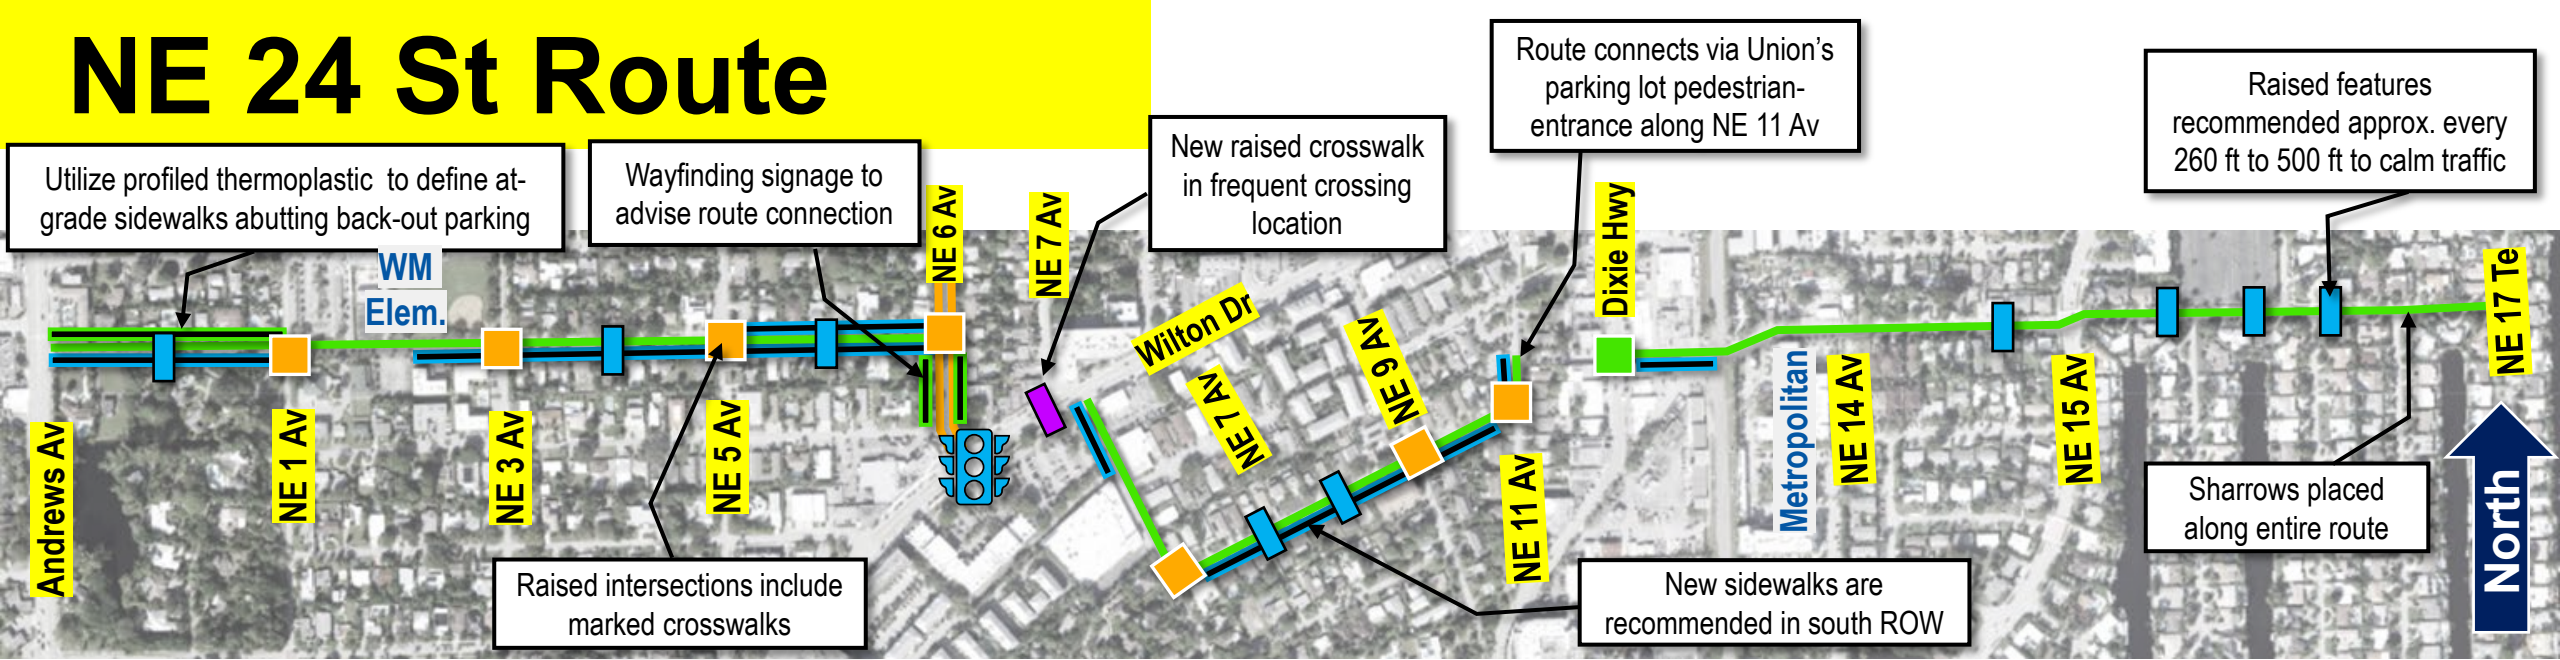 NE 24 St Route
Utilize profiled thermoplastic to define at-
grade sidewalks abutting back-out parking
Wayfinding signage to
advise route connection
New raised crosswalk
in frequent crossing
location
Route connects via Union’s
parking lot pedestrian-
entrance along NE 11 Av
Raised features
recommended approx. every
260 ft to 500 ft to calm traffic
WM
Elem.
NE 6 Av
NE 7 Av
Wilton Dr
NE 7 Av
NE 9 Av
Dixie Hwy
NE 17 Te
Andrews Av
NE 1 Av
NE 3 Av
NE 5 Av
NE 11 Av
Metropolitan
NE 14 Av
NE 15 Av
Raised intersections include
marked crosswalks
New sidewalks are
recommended in south ROW
Sharrows placed
along entire route
North